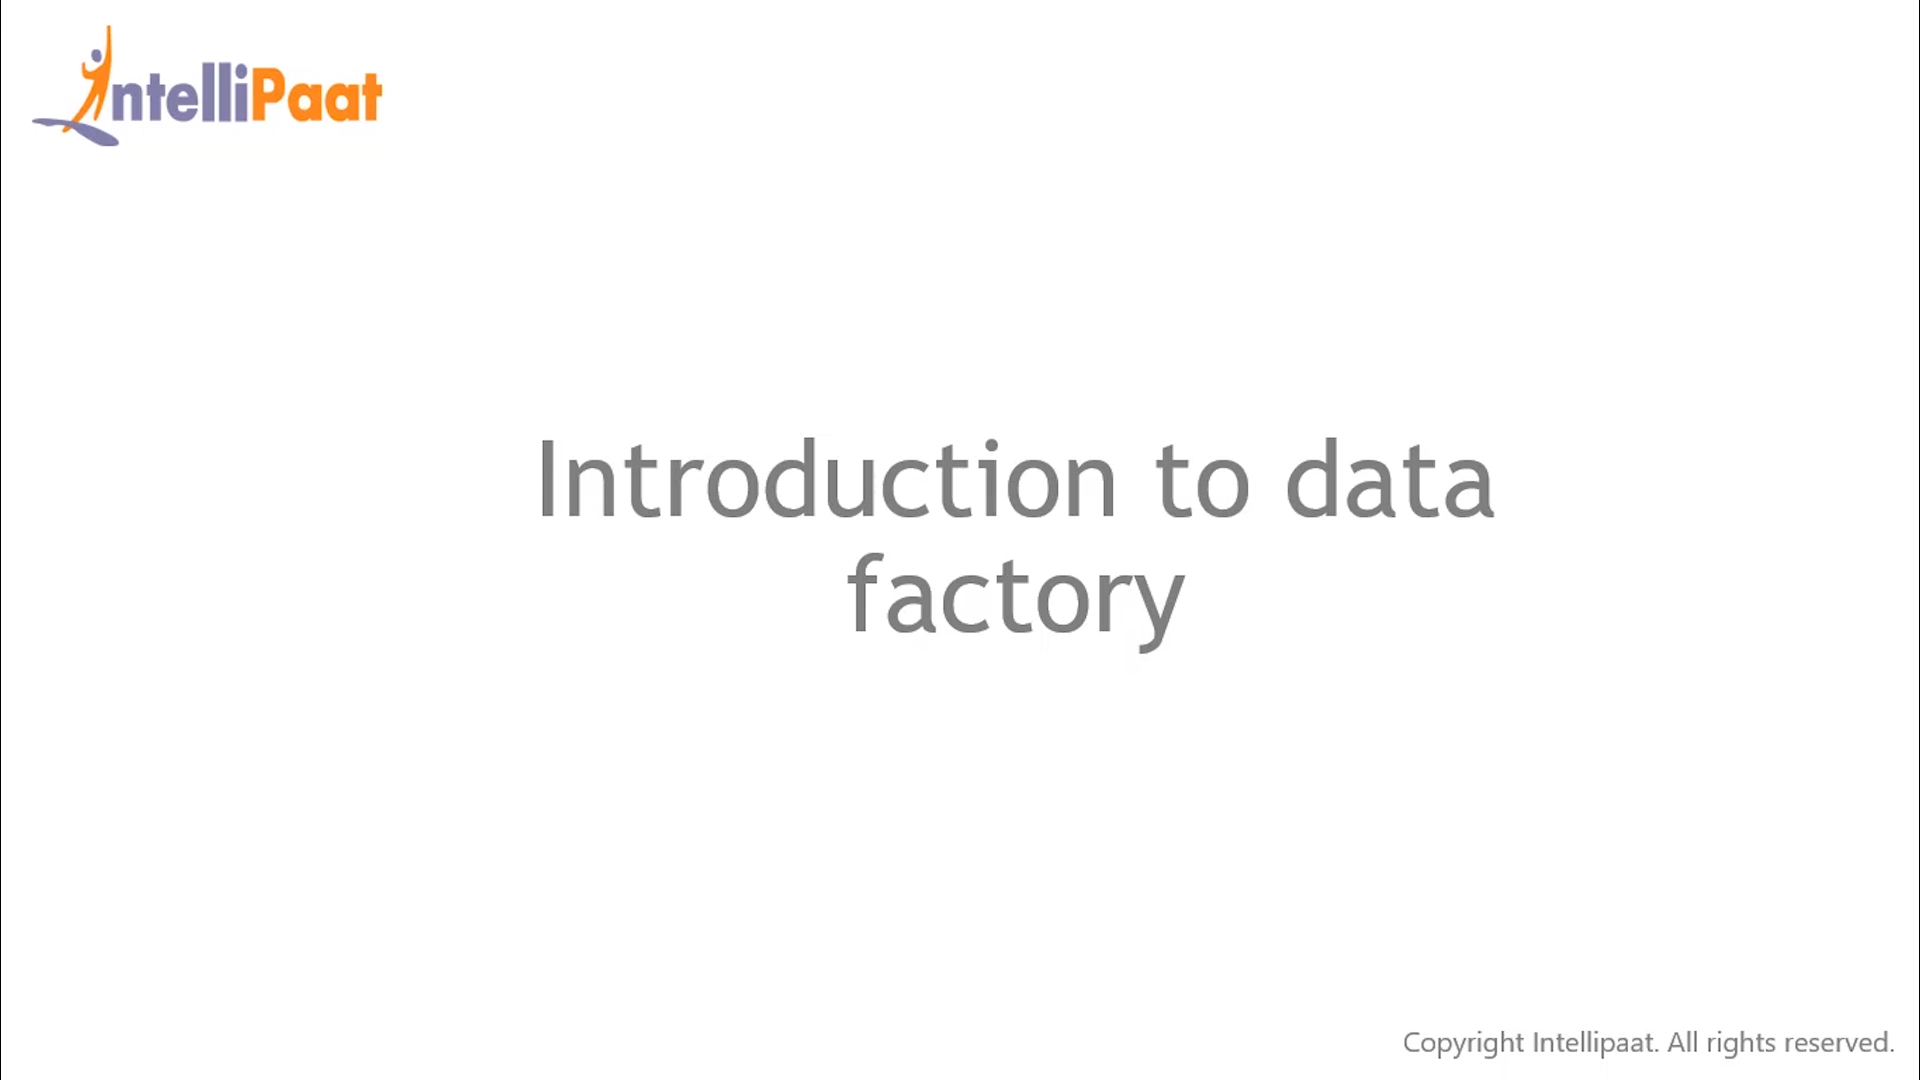 IntelliPaat
Introduction to data
factory
Copyright Intellipaat. All rights reserved.